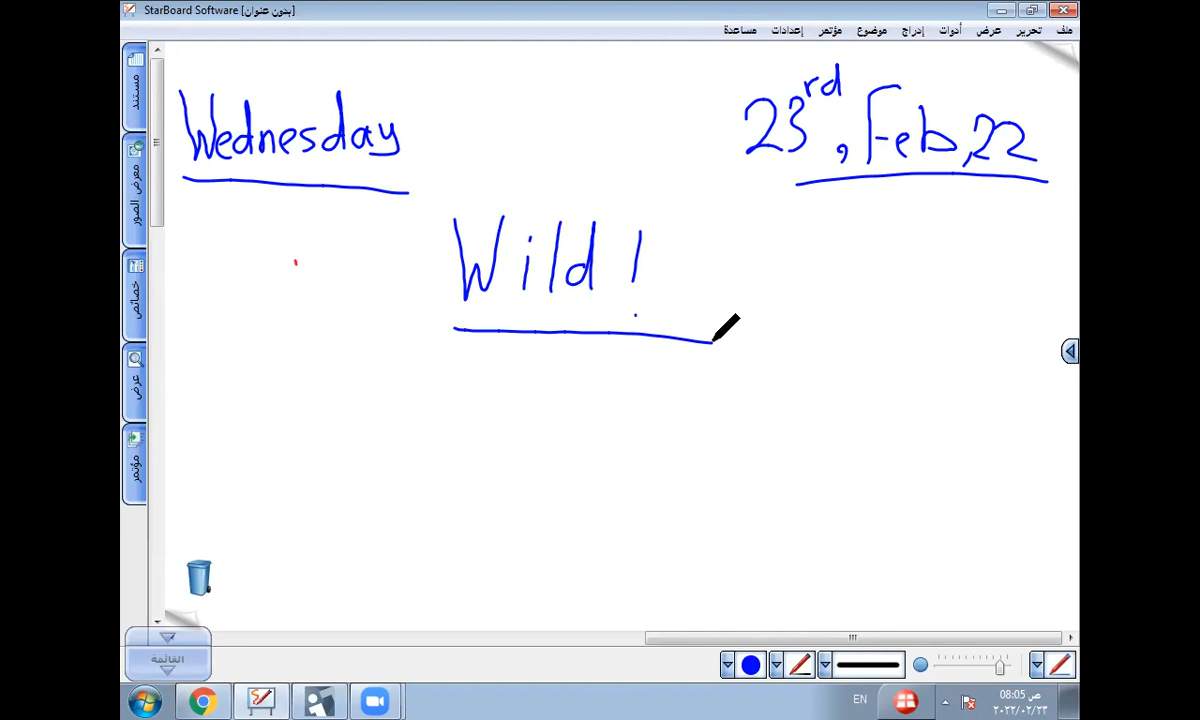 StarBoard Software [بدون عنوان]
ملف تحرير عرض أدوات إدراج موضوع مؤتمر إعدادات مساعدة
Wednesday
23rd, Feb, 22
Wild !
مستند
معرض الصور
خصائص
عرض
مؤتمر
القائمة
EN
08:05 ص
٢٠٢٢/٠٢/٢٣